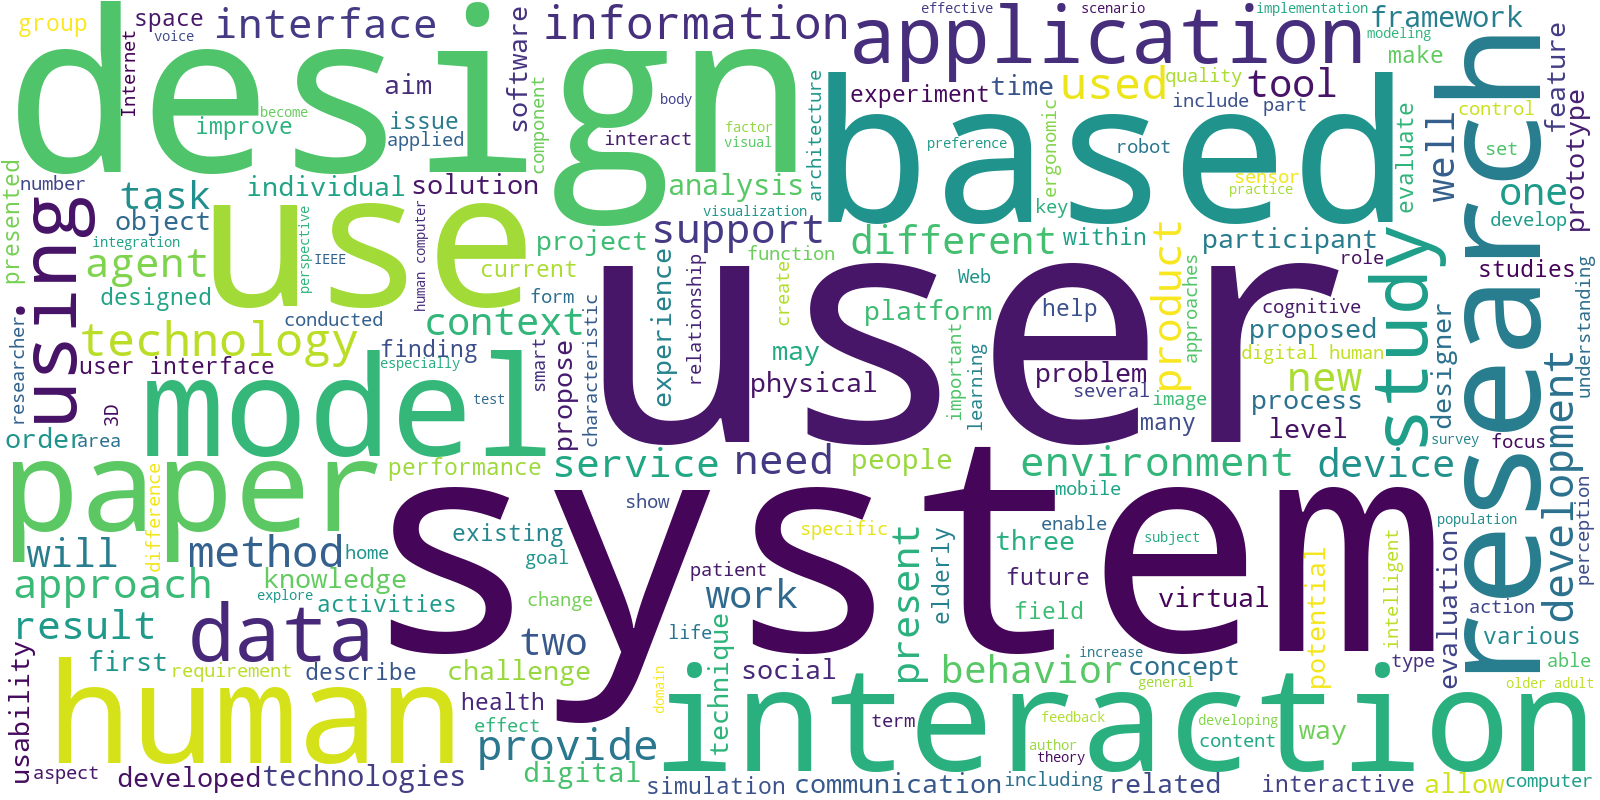 group
space
voice
interface
information
effective
scenario
implementation
framework
modeling
make
Internet
design
aim
software
application
become
improve
issue
applied
component
body
interact
factor
visual
experiment
time
used
quality
tool
include
part
control
feature
architecture
based
preference
robot
ergonomic
sensor
practice
key
evaluate
well
set
prototype
research
presented
number
using
task
object
individual
solution
analysis
visualization
one
develop
integration
agent
designed
use
perspective
IEEE
human computer
current
project
support
function
different
within
participant
role
studies
product
study
conducted
technology
form
context
experience
relationship
create
platform
Web
help
cognitive
proposed
approaches
understanding
researcher
user interface
finding
especially
smart
propose
characteristic
may
physical
user
important
learning
problem
several
many
image
digital human
new
process
level
designer
3D
model
test
order
area
survey
focus
development
paper
performance
service
need
people
environment
device
mobile
difference
show
existing
goal
specific
present
elderly
three
enable
subject
population
perception
will
method
home
system
patient
work
future
field
virtual
potential
intelligent
evaluation
action
approach
knowledge
explore
activities
change
various
result
data
two
life
technique
usability
first
requirement
describe
challenge
social
behavior
increase
concept
type
able
general
older adult
human
health
effect
domain
interaction
term
feedback
author
theory
developing
content
way
provide
aspect
developed
technologies
digital
simulation
communication
including
related
interactive
allow
computer